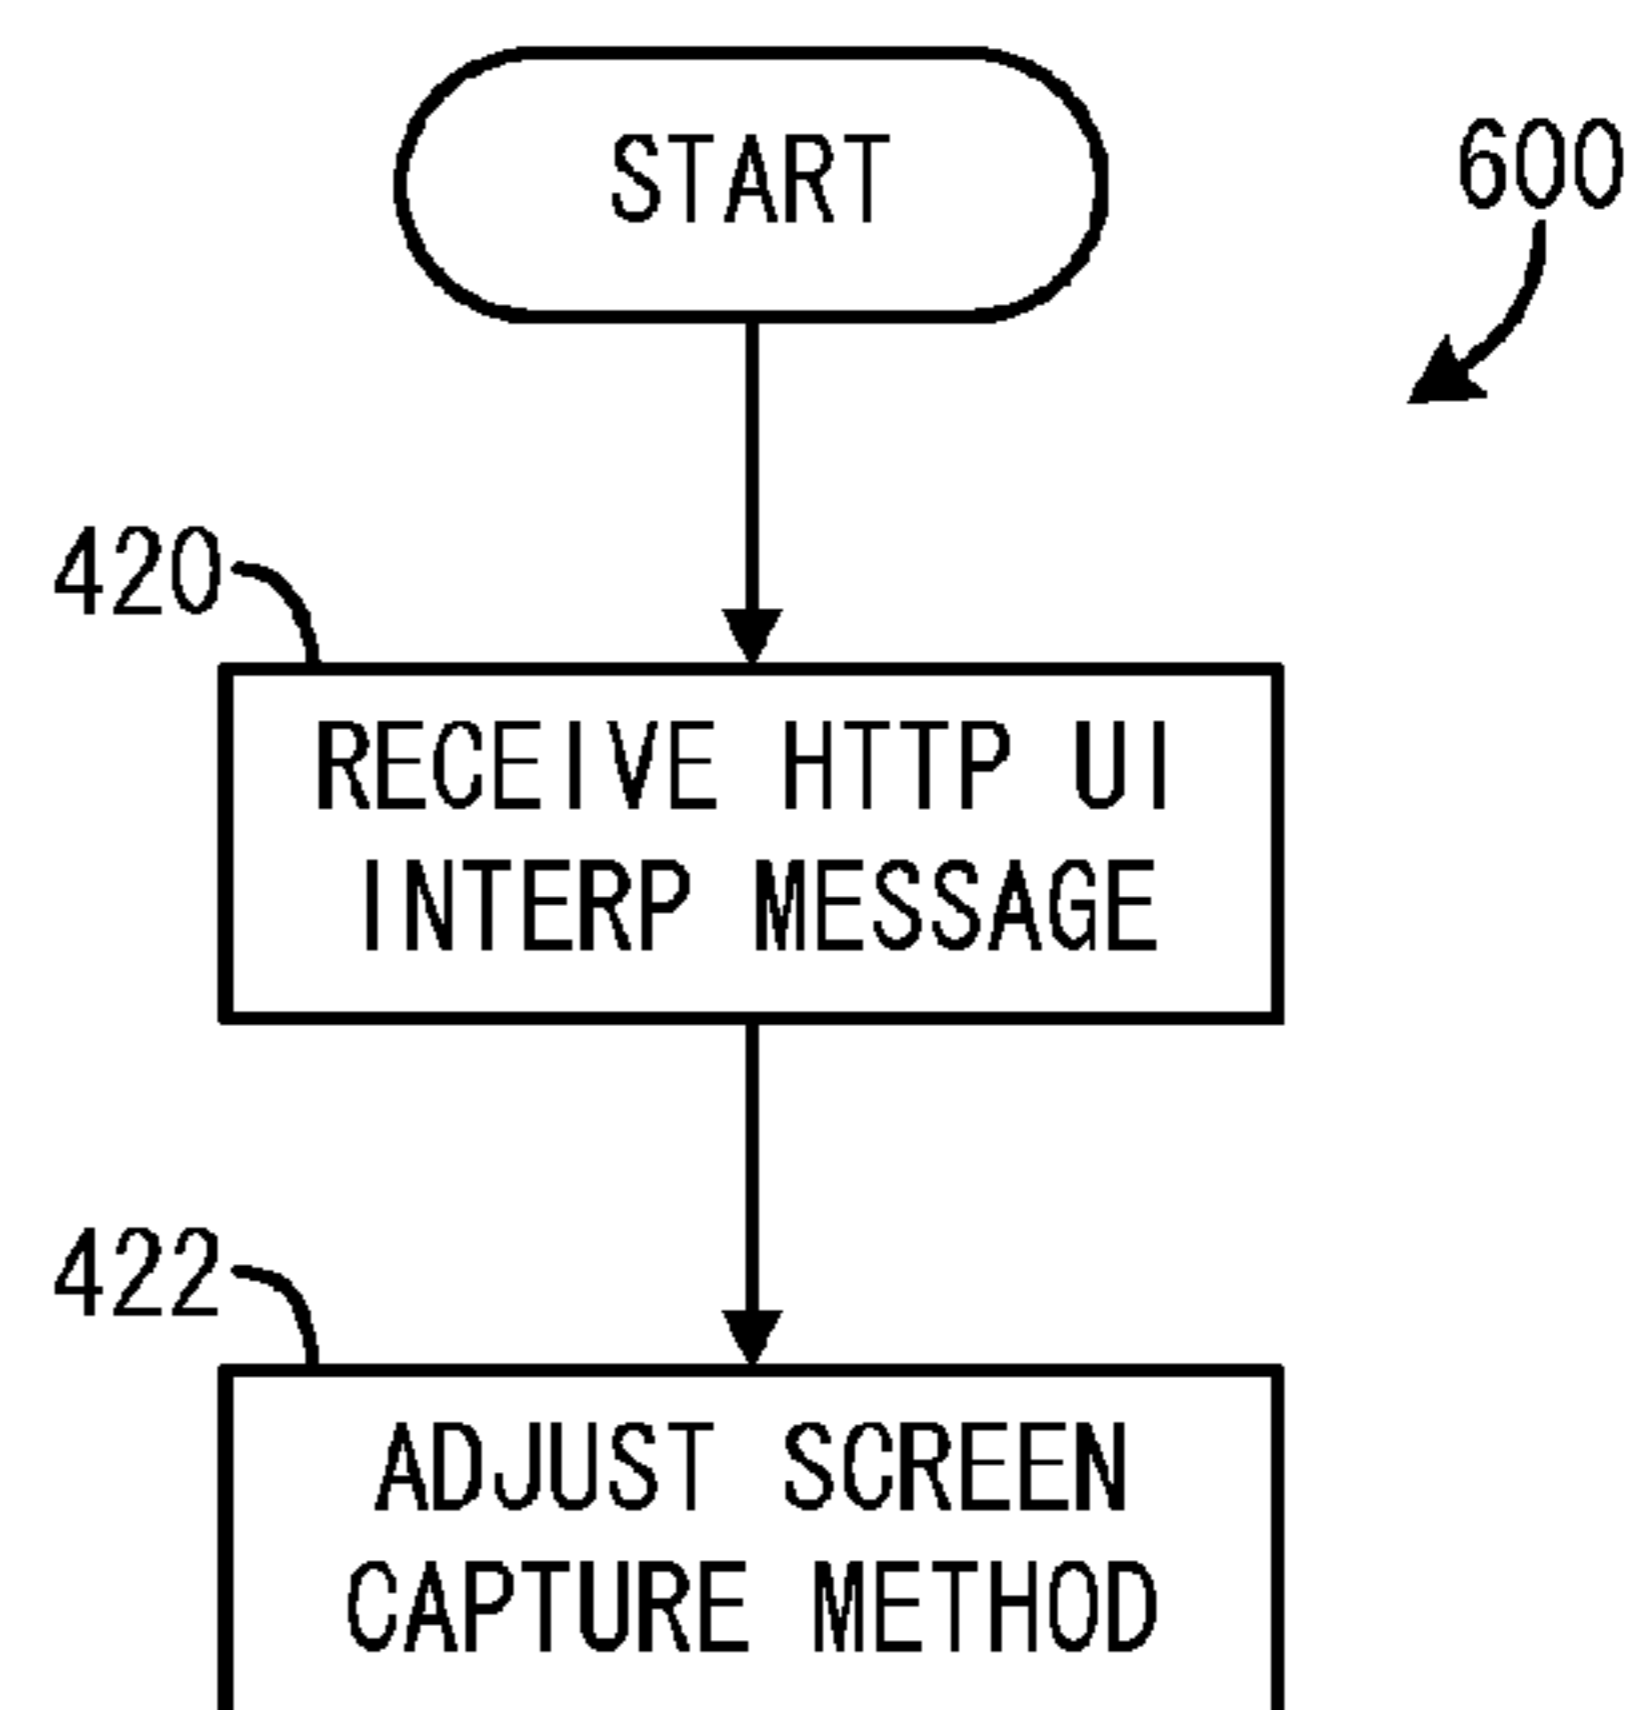 START
600
420
RECEIVE HTTP UI
INTERP MESSAGE
422
ADJUST SCREEN
CAPTURE METHOD